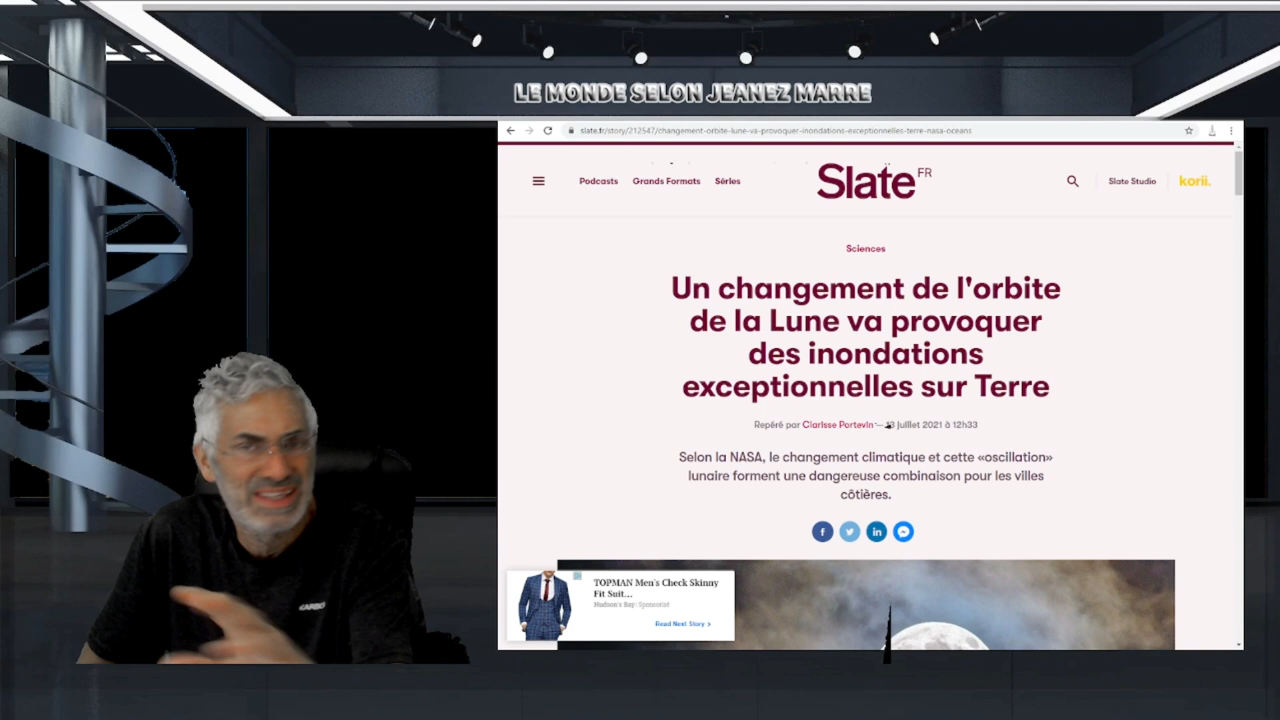 LE MONDE SELON JEANEZ MARRE
slate.fr/story/212547/changement-orbite-lune-va-provoquer-inondations-exceptionnelles-terre-nasa-oceans
Podcasts Grands Formats Séries Slate FR Slate Studio korii.
Sciences
Un changement de l'orbite
de la Lune va provoquer
des inondations
exceptionnelles sur Terre
Repéré par Clarisse Portevin — 13 juillet 2021 à 12h33
Selon la NASA, le changement climatique et cette «oscillation»
lunaire forment une dangereuse combinaison pour les villes
côtières.
TOPMAN Men's Check Skinny
Fit Suit...
Hudson's Bay: Sponsorisé
Read Next Story >